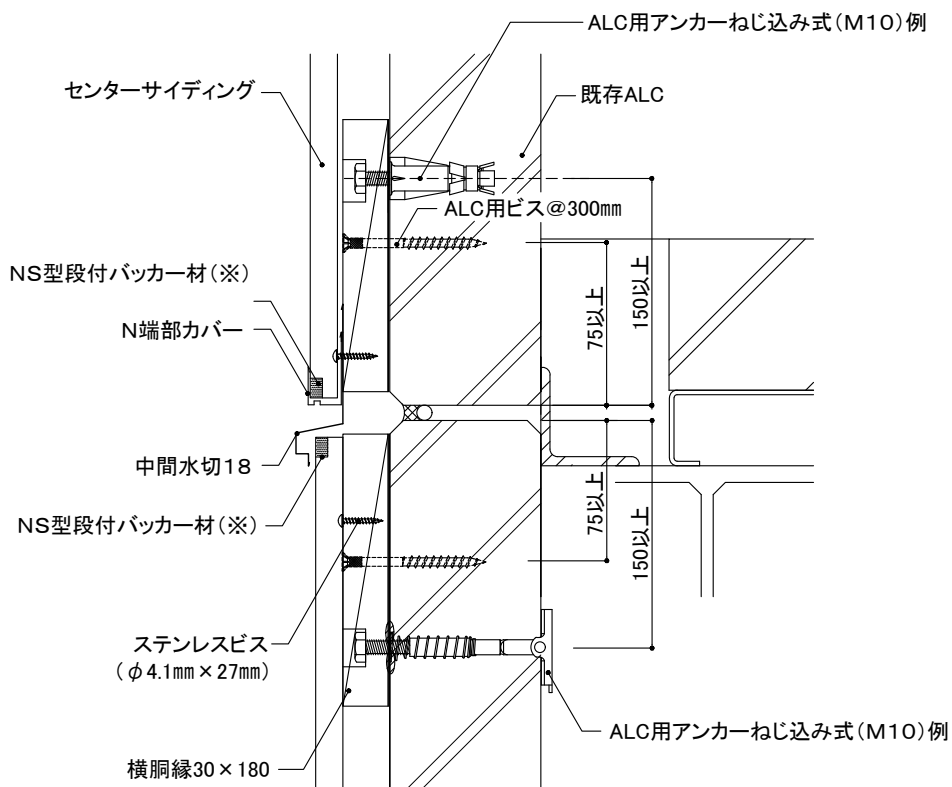 ALC用アンカーねじ込み式(M10)例
センターサイディング
既存ALC
ALC用ビス@300mm
NS型段付バッカー材(※)
N端部カバー
75以上
150以上
中間水切18
NS型段付バッカー材(※)
75以上
150以上
ステンレスビス
(φ4.1mm×27mm)
ALC用アンカーねじ込み式(M10)例
横胴縁30×180